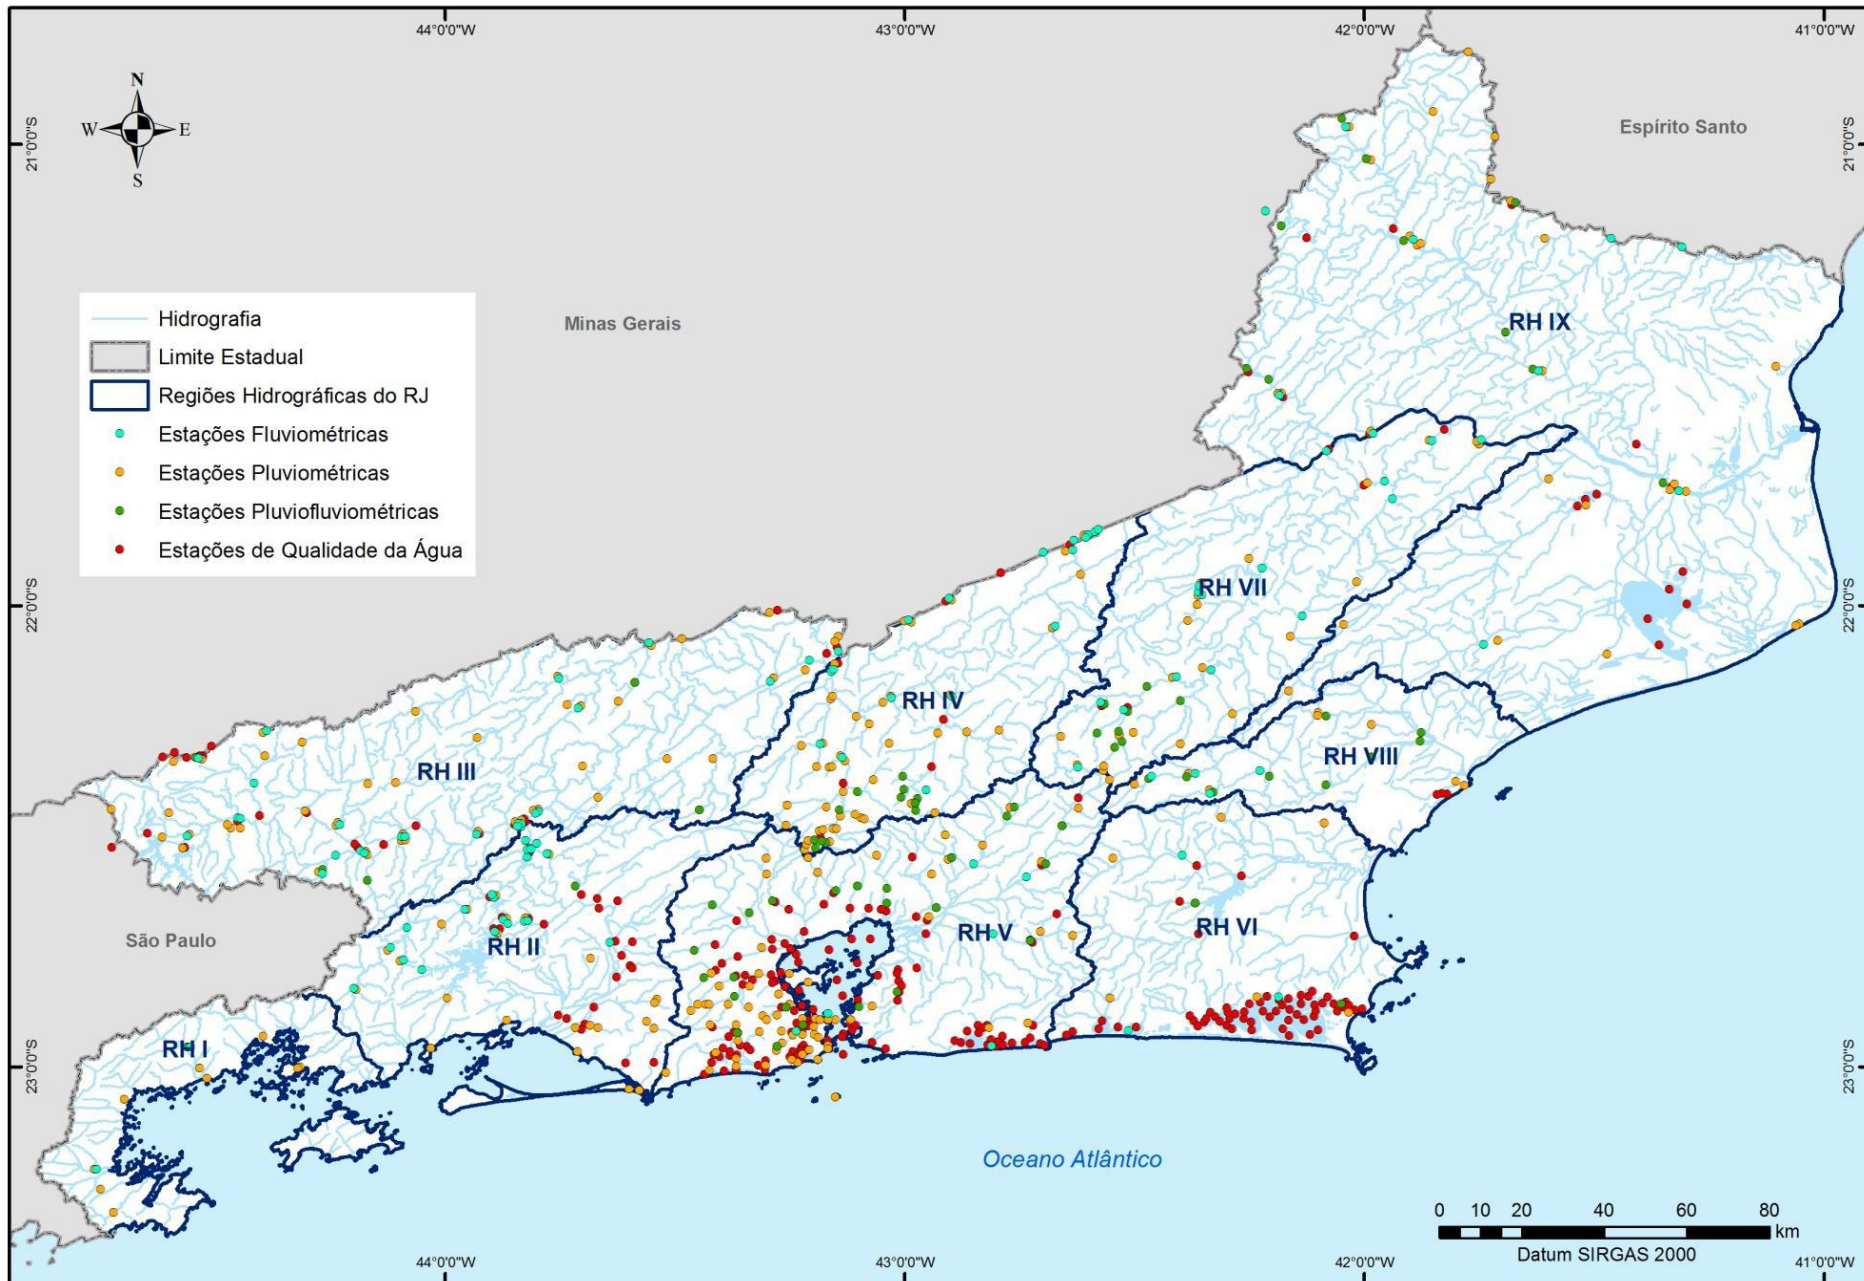 44°0'0"W
43°0'0"W
42°0'0"W
41°0'0"W
N
W
E
S
21°0'0"S
21°0'0"S
Espírito Santo
Minas Gerais
Hidrografia
Limite Estadual
Regiões Hidrográficas do RJ
Estações Fluviométricas
Estações Pluviométricas
Estações Pluviofluviométricas
Estações de Qualidade da Água
RH IX
RH VII
22°0'0"S
22°0'0"S
RH IV
RH III
RH VIII
São Paulo
RH II
RH V
RH VI
RH I
23°0'0"S
23°0'0"S
Oceano Atlântico
0 10 20 40 60 80
km
Datum SIRGAS 2000
44°0'0"W
43°0'0"W
42°0'0"W
41°0'0"W